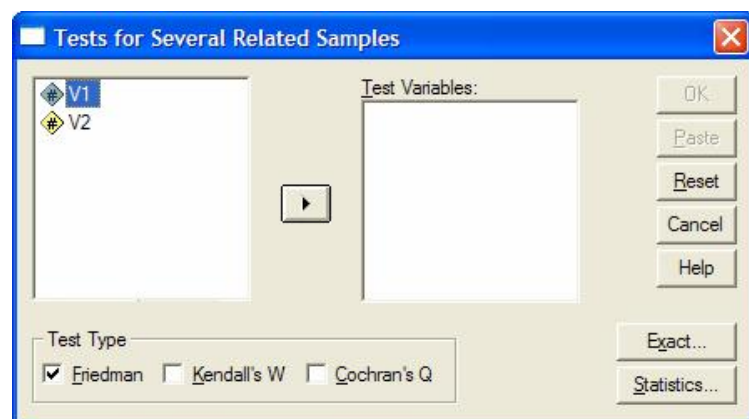 Tests for Several Related Samples
V1
V2
Test Variables:
OK
Paste
Reset
Cancel
Help
Test Type
Friedman Kendall's W Cochran's Q
Exact...
Statistics...